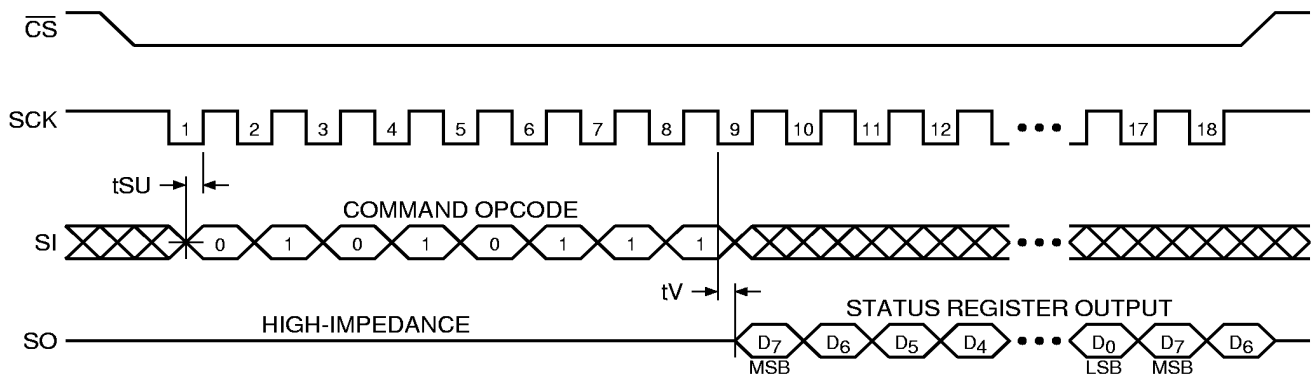 CS
SCK 1 2 3 4 5 6 7 8 9 10 11 12 17 18
tSU
COMMAND OPCODE
SI 0 1 0 1 0 1 1 1
tV
HIGH-IMPEDANCE STATUS REGISTER OUTPUT
SO D7 D6 D5 D4 D0 D7 D6
MSB LSB MSB